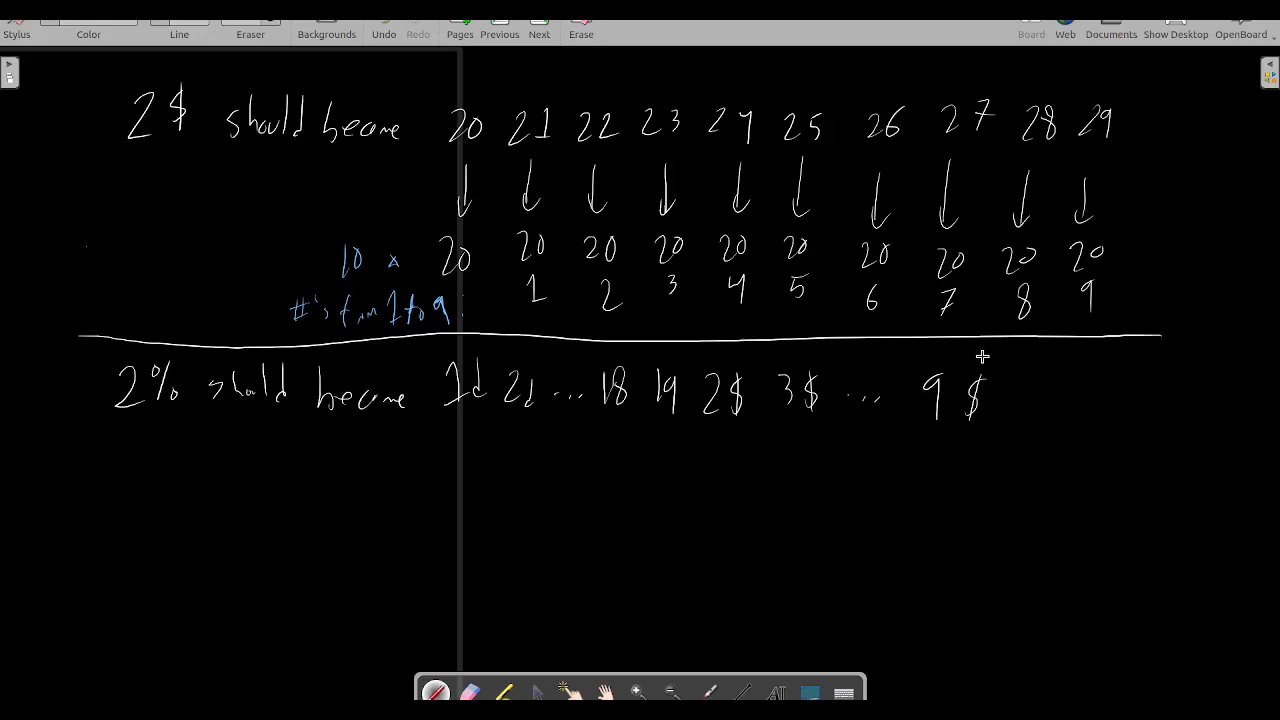 Stylus Color Line Eraser Backgrounds Undo Redo Pages Previous Next Erase Board Web Documents Show Desktop OpenBoard
2$ should become 20 21 22 23 24 25 26 27 28 29
10 x 20 20 20 20 20 20 20 20 20 20
#'s from 1 to 9: 1 2 3 4 5 6 7 8 9
2% should become 1d 2d ... 18 19 2$ 3$ ... 9$